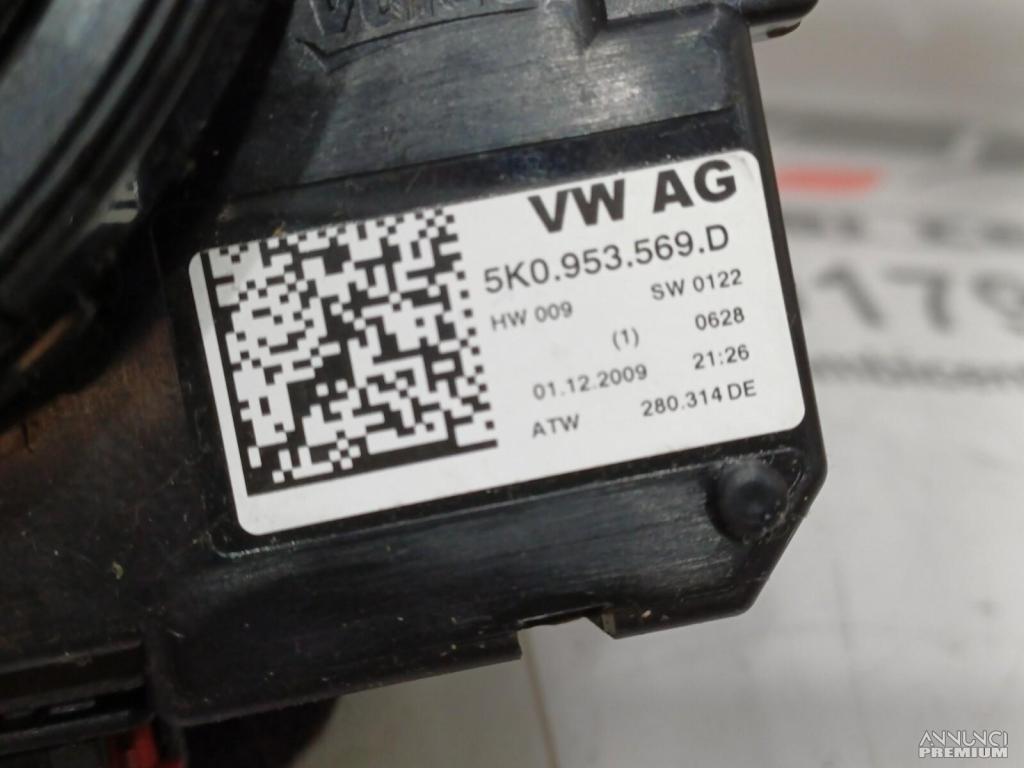 VW AG
5K0.953.569.D
HW 009 SW 0122
(1) 0628
01.12.2009 21:26
ATW 280.314 DE
ANNUNCI
PREMIUM